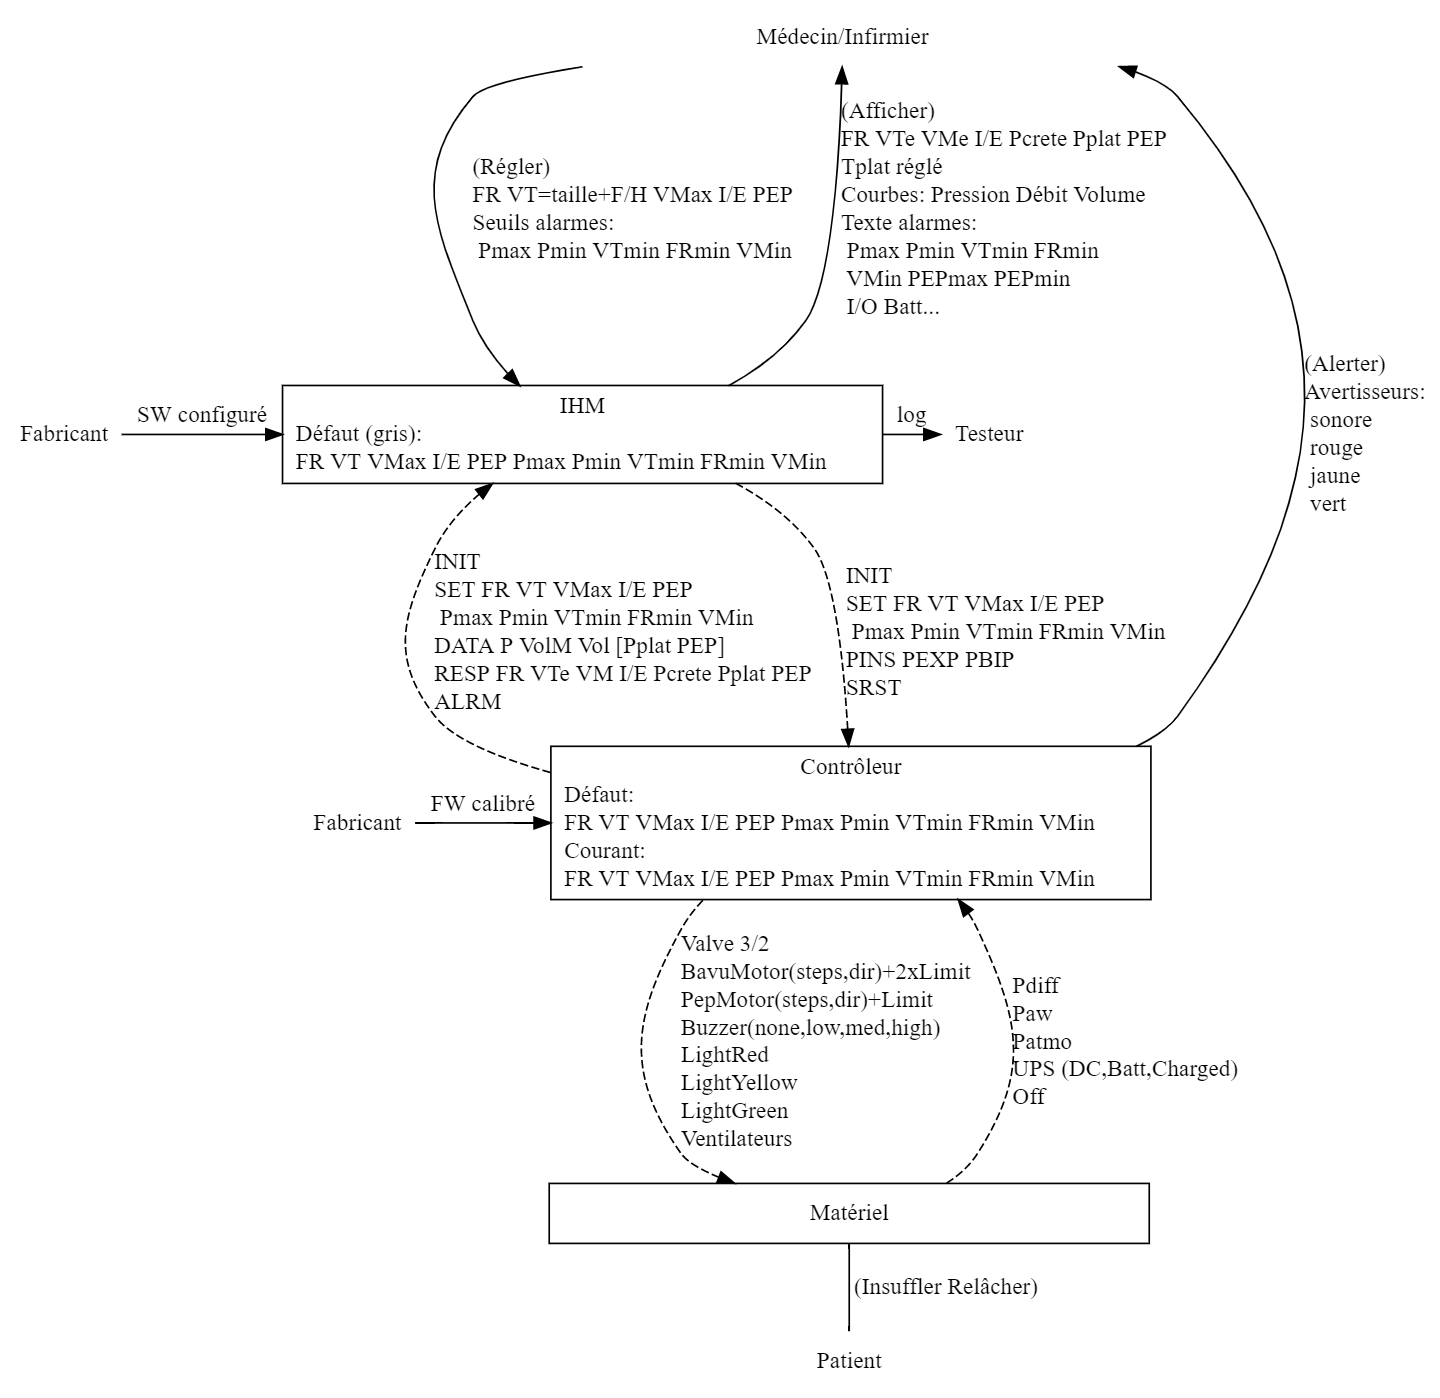 Médecin/Infirmier
(Régler)
FR VT=taille+F/H VMax I/E PEP
Seuils alarmes:
Pmax Pmin VTmin FRmin VMin
(Afficher)
FR VTe VMe I/E Pcrete Pplat PEP
Tplat réglé
Courbes: Pression Débit Volume
Texte alarmes:
Pmax Pmin VTmin FRmin
VMin PEPmax PEPmin
I/O Batt...
(Alerter)
Avertisseurs:
sonore
rouge
jaune
vert
Fabricant
SW configuré
IHM
Défaut (gris):
FR VT VMax I/E PEP Pmax Pmin VTmin FRmin VMin
log
Testeur
INIT
SET FR VT VMax I/E PEP
Pmax Pmin VTmin FRmin VMin
DATA P VolM Vol [Pplat PEP]
RESP FR VTe VM I/E Pcrete Pplat PEP
ALRM
INIT
SET FR VT VMax I/E PEP
Pmax Pmin VTmin FRmin VMin
PINS PEXP PBIP
SRST
Fabricant
FW calibré
Contrôleur
Défaut:
FR VT VMax I/E PEP Pmax Pmin VTmin FRmin VMin
Courant:
FR VT VMax I/E PEP Pmax Pmin VTmin FRmin VMin
Valve 3/2
BavuMotor(steps,dir)+2xLimit
PepMotor(steps,dir)+Limit
Buzzer(none,low,med,high)
LightRed
LightYellow
LightGreen
Ventilateurs
Pdiff
Paw
Patmo
UPS (DC,Batt,Charged)
Off
Matériel
(Insuffler Relâcher)
Patient